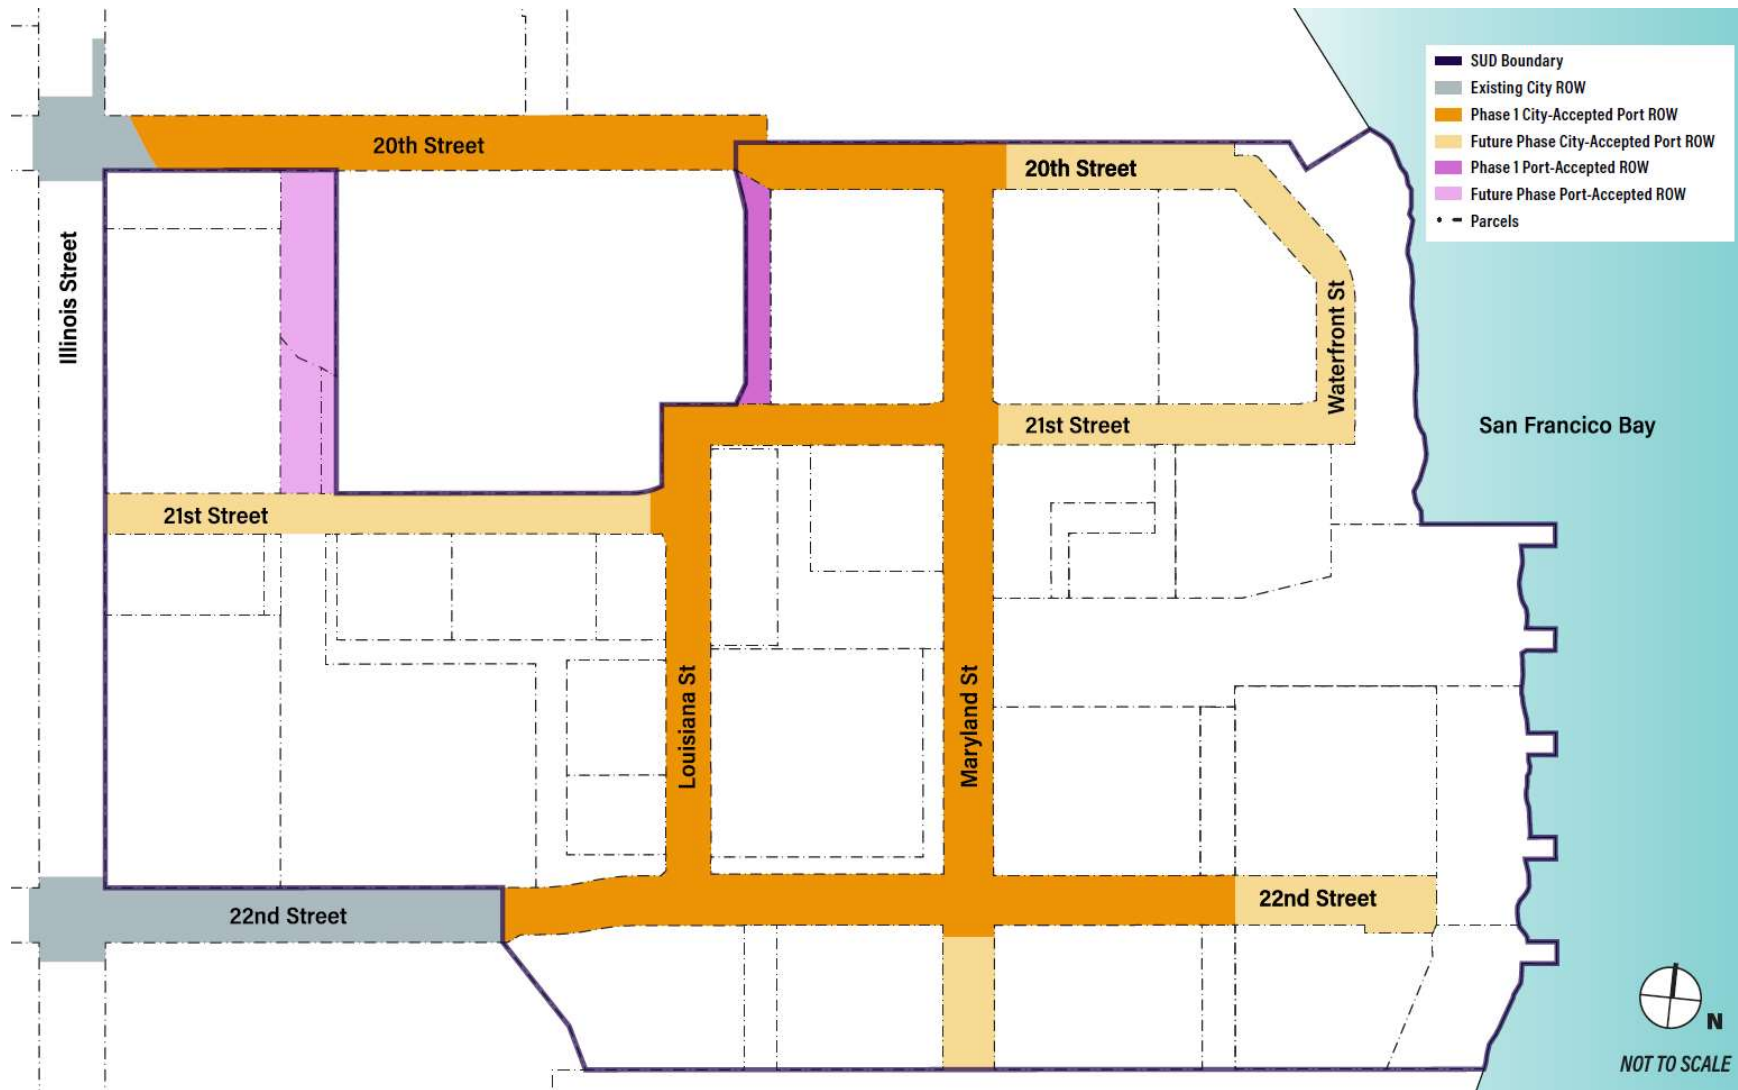 SUD Boundary
Existing City ROW
Phase 1 City-Accepted Port ROW
Future Phase City-Accepted Port ROW
Phase 1 Port-Accepted ROW
Future Phase Port-Accepted ROW
Parcels
20th Street
20th Street
Illinois Street
Waterfront St
21st Street
San Francico Bay
21st Street
Louisiana St
Maryland St
22nd Street
22nd Street
N
NOT TO SCALE